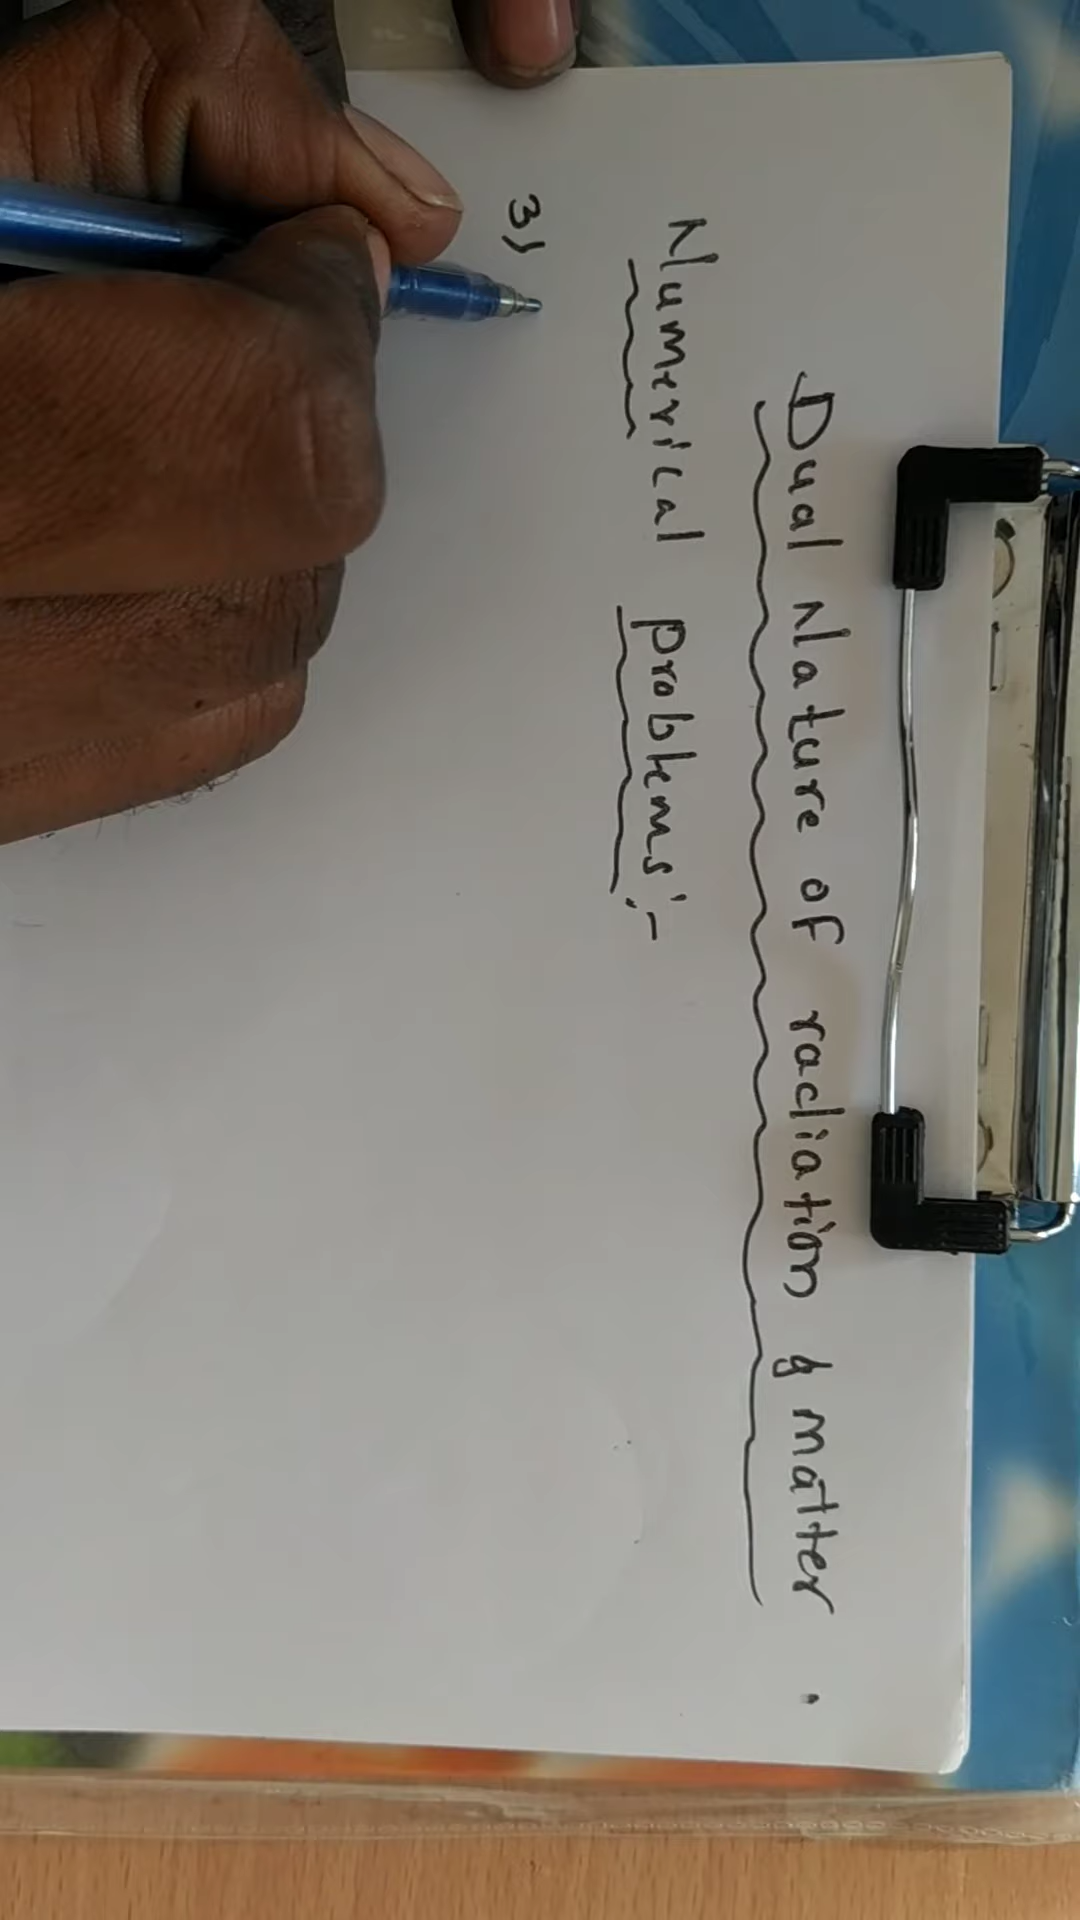 Dual Nature of radiation & matter.
Numerical problems:-
3)